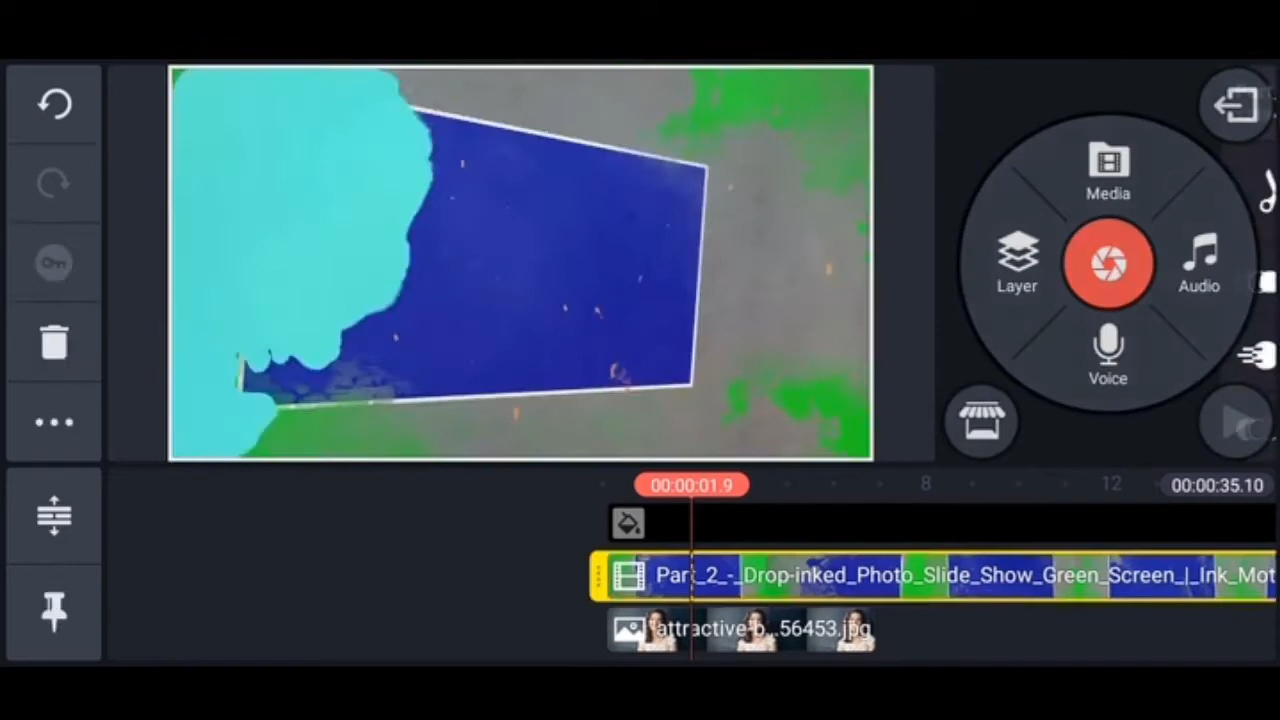 Media
Layer
Audio
Voice
00:00:01.9
8
12
00:00:35.10
Part_2_-_Drop-inked_Photo_Slide_Show_Green_Screen_|_Ink_Mot
attractive-b...56453.jpg